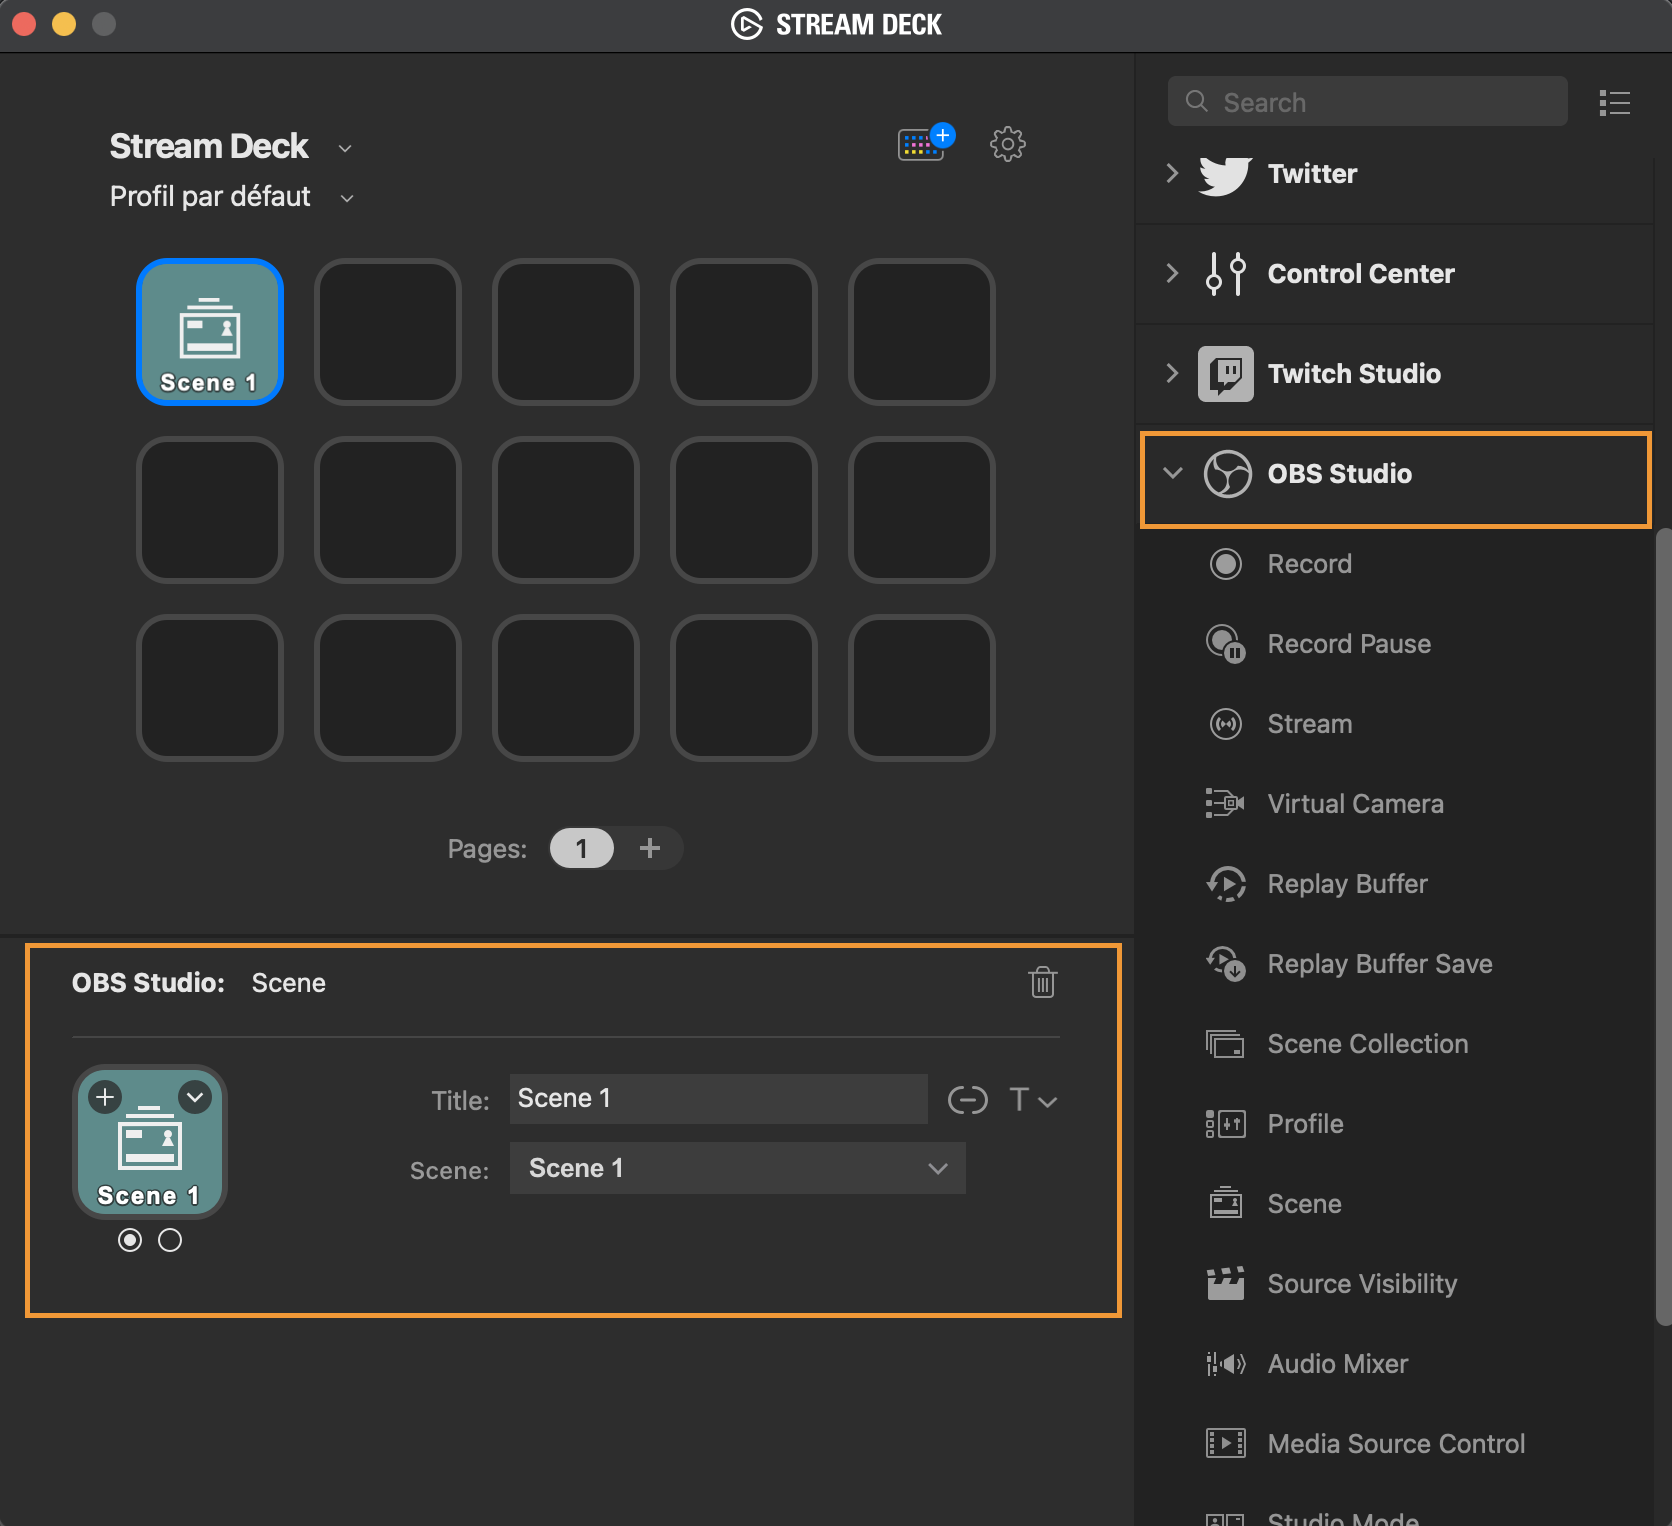 STREAM DECK
Stream Deck
Profil par défaut
Scene 1
Pages: 1 +
OBS Studio: Scene
Scene 1
Title: Scene 1
T
Scene: Scene 1
Search
Twitter
Control Center
Twitch Studio
OBS Studio
Record
Record Pause
Stream
Virtual Camera
Replay Buffer
Replay Buffer Save
Scene Collection
Profile
Scene
Source Visibility
Audio Mixer
Media Source Control
Studio Mode